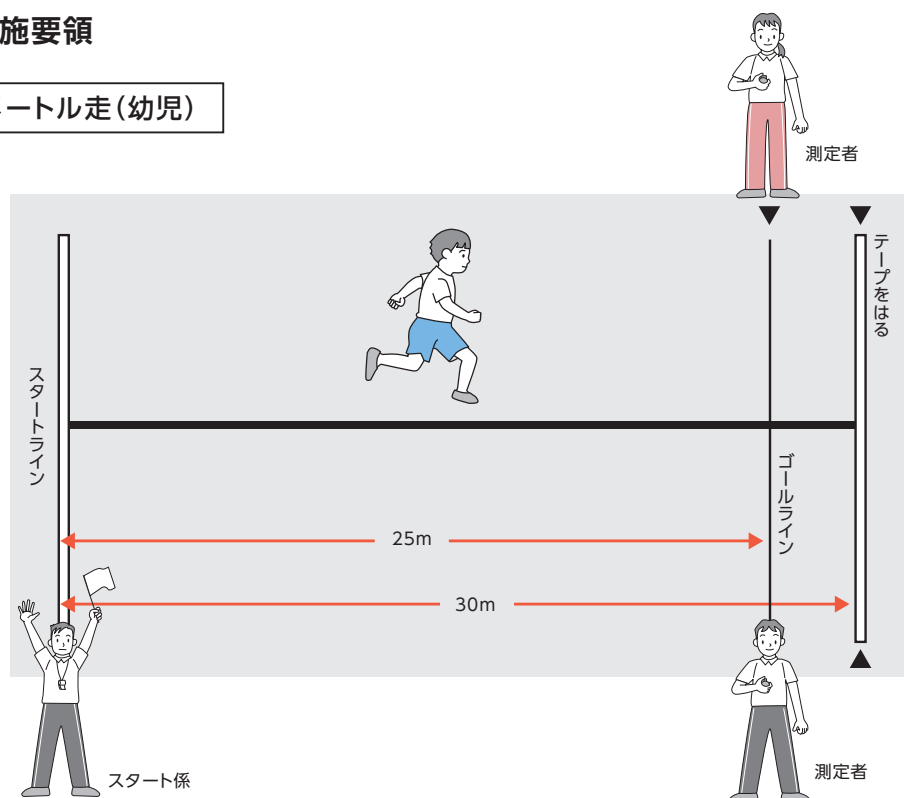 施要領
ートル走(幼児)
測定者
テープをはる
スタートライン
ゴールライン
25m
30m
スタート係
測定者